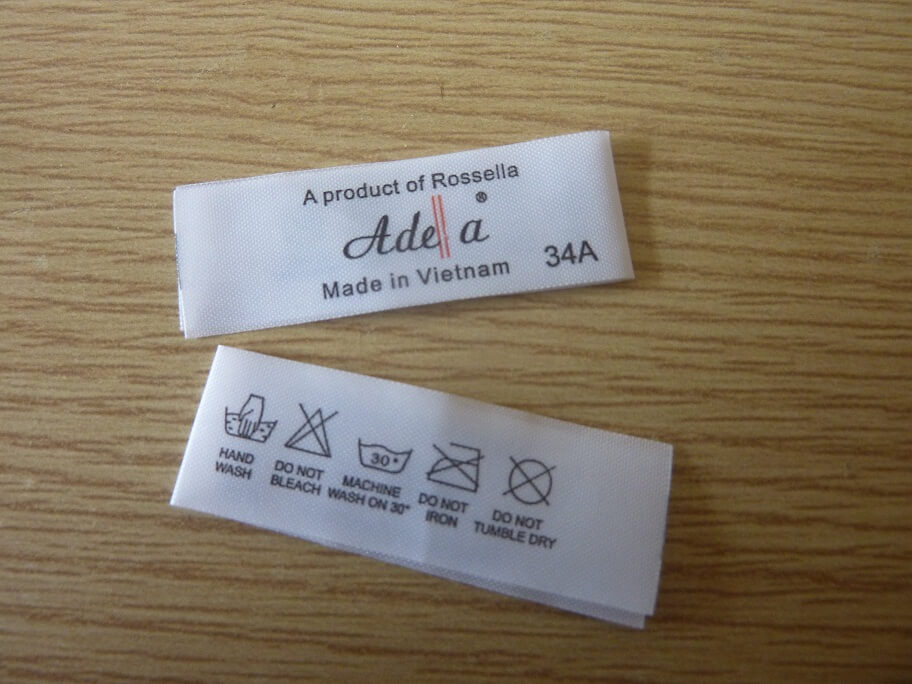 A product of Rossella
Adella®
Made in Vietnam
34A
30°
HAND
WASH
DO NOT
BLEACH
MACHINE
WASH ON 30°
DO NOT
IRON
DO NOT
TUMBLE DRY